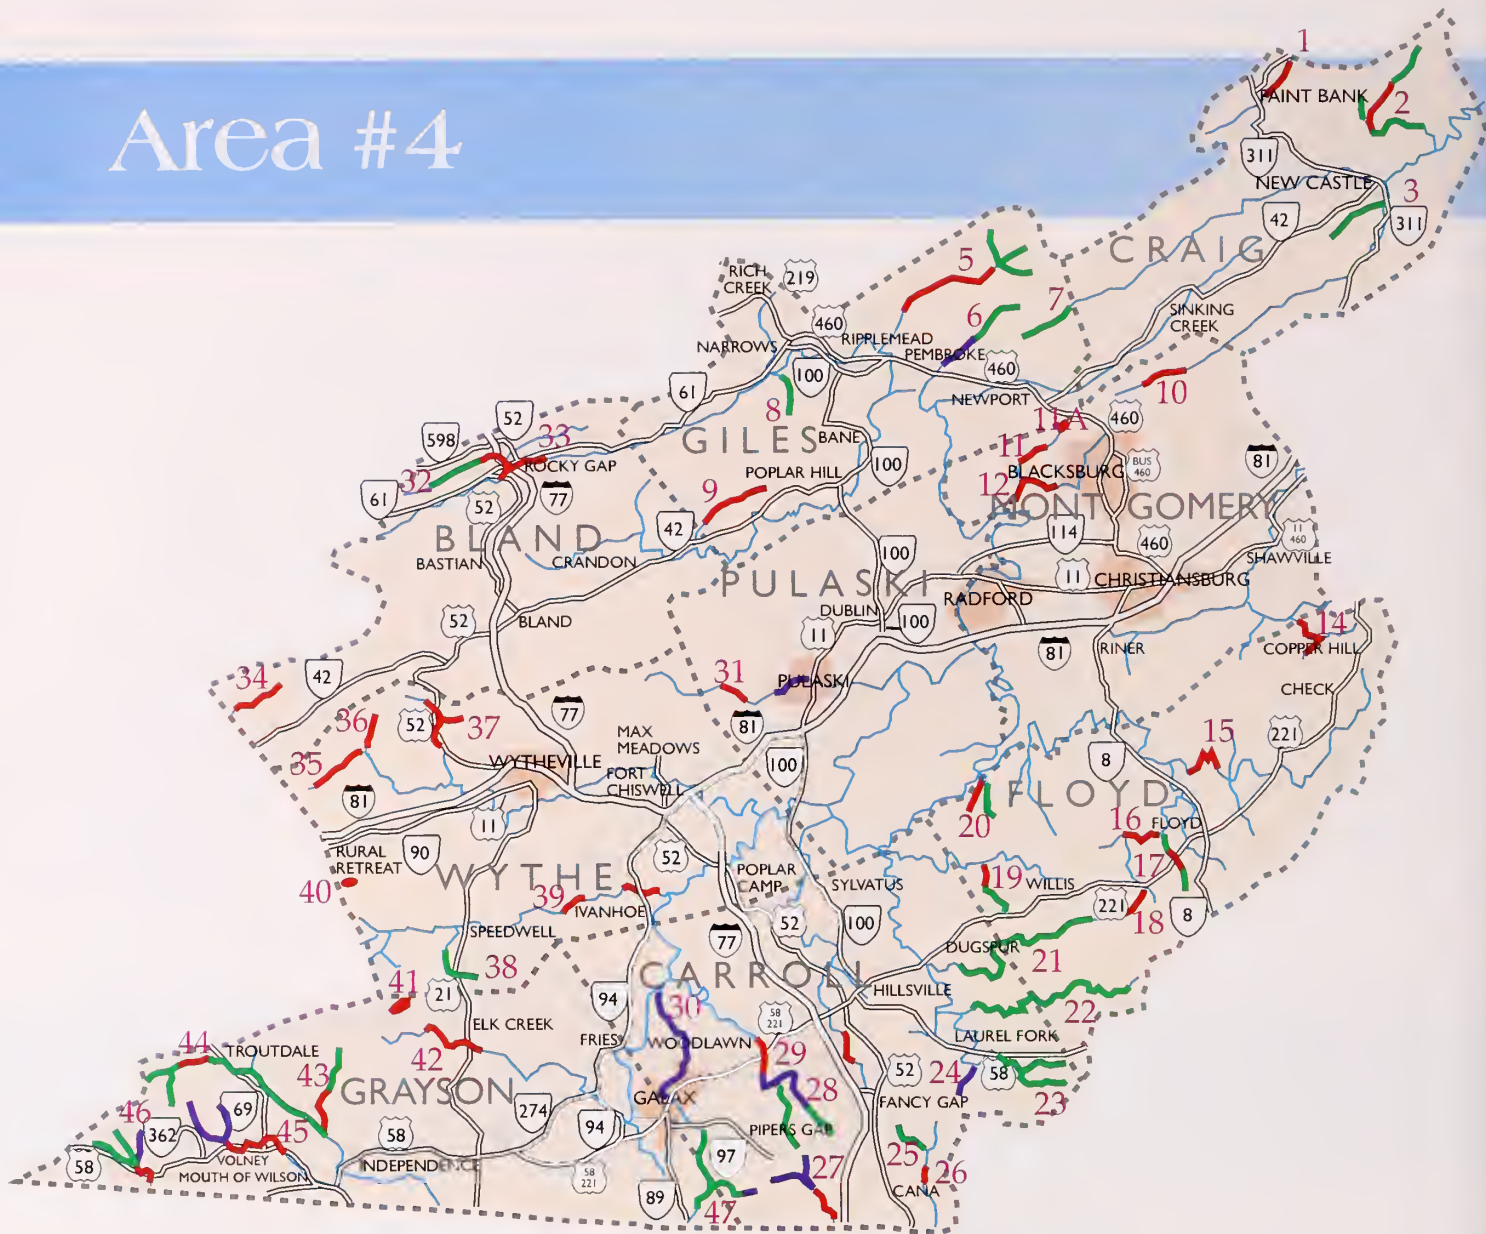 Area #4
1
PAINT BANK
2
311
NEW CASTLE
3
42
311
CRAIG
5
RICH
CREEK
219
6
7
SINKING
CREEK
460
RIPPLEMEAD
NARROWS
PEMBROKE
460
100
61
8
NEWPORT
10
11A
460
52
598
33
GILES
BANE
11
ROCKY GAP
32
100
BLACKSBURG
BUS
460
81
POPLAR HILL
12
61
52
77
9
MONTGOMERY
42
114
BLAND
460
11
460
BASTIAN
CRANDON
100
SHAWVILLE
PULASKI
11
CHRISTIANSBURG
RADFORD
DUBLIN
100
52
BLAND
11
14
81
RINER
COPPER HILL
34
42
31
PULASKI
CHECK
36
52
37
77
81
15
221
MAX
MEADOWS
35
WYTHEVILLE
100
8
FORT
CHISWELL
81
FLOYD
11
20
16
FLOYD
RURAL
RETREAT
90
52
17
40
WYTHE
POPLAR
CAMP
SYLVATUS
19
WILLIS
39
IVANHOE
221
18
8
SPEEDWELL
52
100
77
DUGSPUR
21
38
CARROLL
41
21
94
30
HILLSVILLE
22
58
221
ELK CREEK
42
FRIES
WOODLAWN
LAUREL FORK
44
TROUTDALE
29
52
24
58
43
GRAYSON
28
GALAX
FANCY GAP
23
46
69
274
94
362
45
58
PIPERS GAP
25
58
VOLNEY
MOUTH OF WILSON
INDEPENDENCE
58
221
97
27
26
CANA
89
47